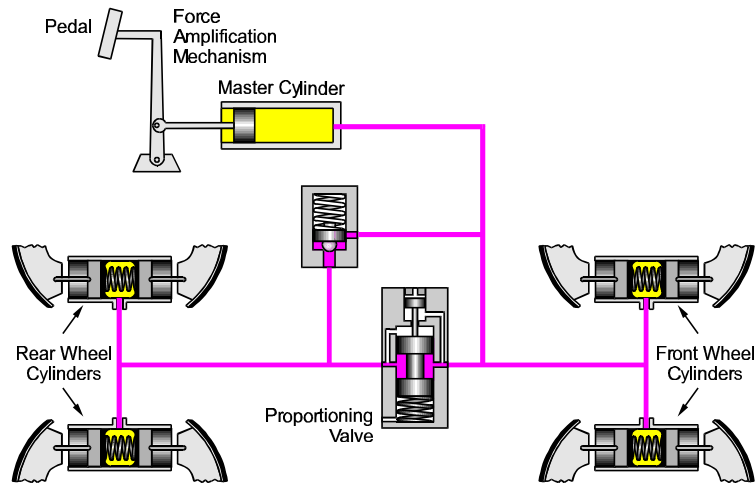 Pedal
Force
Amplification
Mechanism
Master Cylinder
Rear Wheel
Cylinders
Front Wheel
Cylinders
Proportioning
Valve